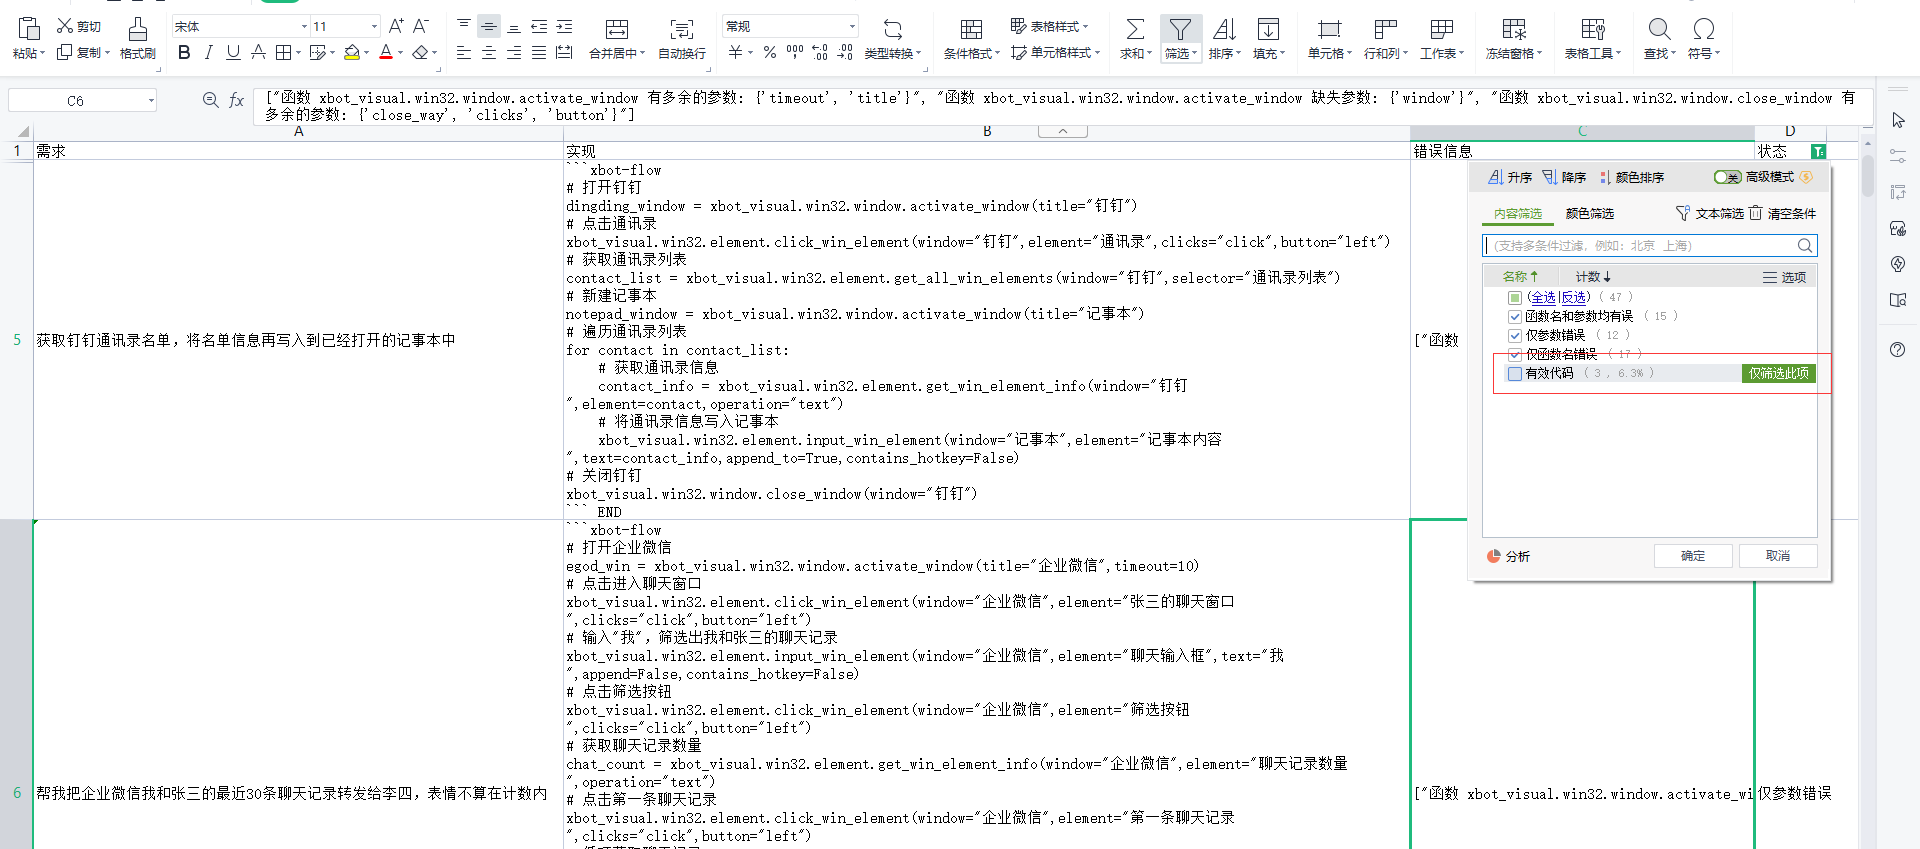 粘贴 剪切 复制 格式刷
宋体 11 A⁺ A⁻
B I U A
合并居中 自动换行
常规
￥ % 000 ←.0 .00 .00 →.0
类型转换 条件格式 表格样式 单元格样式
求和 筛选 排序 填充 单元格 行和列 工作表 冻结窗格 表格工具 查找 符号
C6 fx ["函数 xbot_visual.win32.window.activate_window 有多余的参数: {'timeout', 'title'}", "函数 xbot_visual.win32.window.activate_window 缺失参数: {'window'}", "函数 xbot_visual.win32.window.close_window 有
多余的参数: {'close_way', 'clicks', 'button'}"]
A B C D
1 需求 实现 错误信息 状态
```xbot-flow
# 打开钉钉
dingding_window = xbot_visual.win32.window.activate_window(title="钉钉")
# 点击通讯录
xbot_visual.win32.element.click_win_element(window="钉钉",element="通讯录",clicks="click",button="left")
# 获取通讯录列表
contact_list = xbot_visual.win32.element.get_all_win_elements(window="钉钉",selector="通讯录列表")
# 新建记事本
notepad_window = xbot_visual.win32.window.activate_window(title="记事本")
# 遍历通讯录列表
5 获取钉钉通讯录名单，将名单信息再写入到已经打开的记事本中
["函数
for contact in contact_list:
# 获取通讯录信息
contact_info = xbot_visual.win32.element.get_win_element_info(window="钉钉
",element=contact,operation="text")
# 将通讯录信息写入记事本
xbot_visual.win32.element.input_win_element(window="记事本",element="记事本内容
",text=contact_info,append_to=True,contains_hotkey=False)
# 关闭钉钉
xbot_visual.win32.window.close_window(window="钉钉")
``` END
```xbot-flow
# 打开企业微信
egod_win = xbot_visual.win32.window.activate_window(title="企业微信",timeout=10)
# 点击进入聊天窗口
xbot_visual.win32.element.click_win_element(window="企业微信",element="张三的聊天窗口
",clicks="click",button="left")
# 输入"我"，筛选出我和张三的聊天记录
xbot_visual.win32.element.input_win_element(window="企业微信",element="聊天输入框",text="我
",append=False,contains_hotkey=False)
# 点击筛选按钮
xbot_visual.win32.element.click_win_element(window="企业微信",element="筛选按钮
",clicks="click",button="left")
# 获取聊天记录数量
chat_count = xbot_visual.win32.element.get_win_element_info(window="企业微信",element="聊天记录数量
",operation="text")
# 点击第一条聊天记录
xbot_visual.win32.element.click_win_element(window="企业微信",element="第一条聊天记录
",clicks="click",button="left")
6 帮我把企业微信我和张三的最近30条聊天记录转发给李四，表情不算在计数内
["函数 xbot_visual.win32.window.activate_wi 仅参数错误
升序 降序 颜色排序 关 高级模式
内容筛选 颜色筛选 文本筛选 清空条件
(支持多条件过滤，例如：北京 上海)
名称↑ 计数↓ 选项
(全选|反选) ( 47 )
函数名和参数均有误 ( 15 )
仅参数错误 ( 12 )
仅函数名错误 ( 17 )
有效代码 ( 3 , 6.3% ) 仅筛选此项
分析 确定 取消